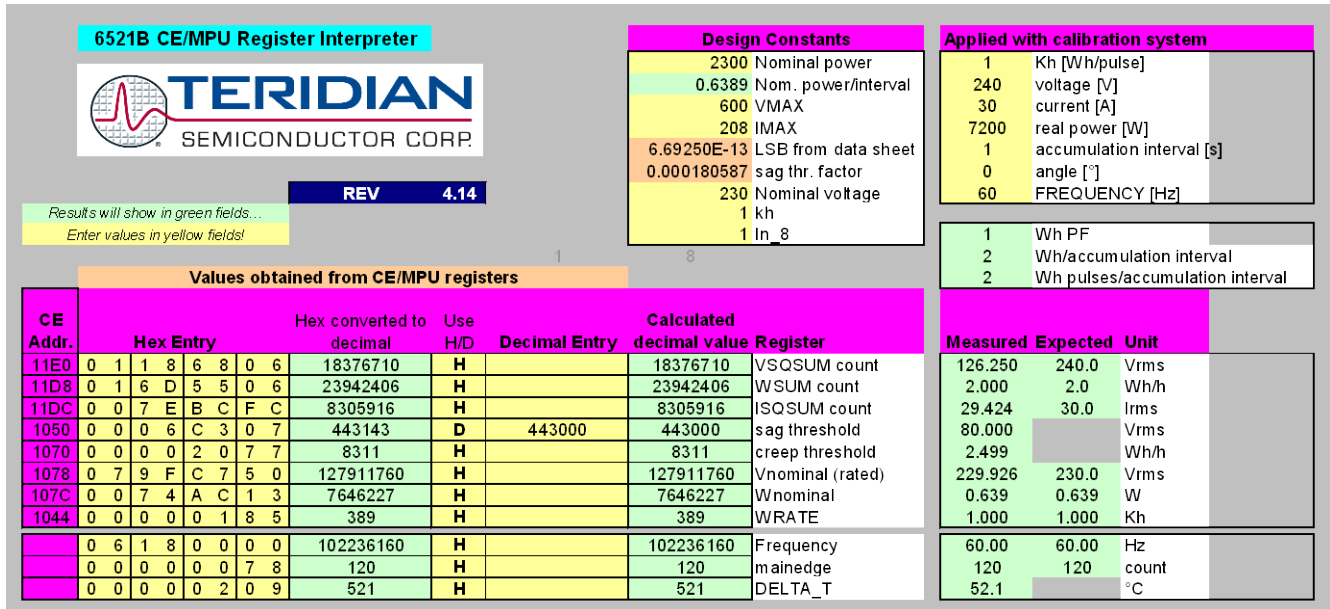 6521B CE/MPU Register Interpreter
TERIDIAN
SEMICONDUCTOR CORP.
REV 4.14
Results will show in green fields...
Enter values in yellow fields!
Design Constants
2300 Nominal power
0.6389 Nom. power/interval
600 VMAX
208 IMAX
6.69250E-13 LSB from data sheet
0.000180587 sag thr. factor
230 Nominal voltage
1 kh
1 In_8
1 8
Applied with calibration system
1 Kh [Wh/pulse]
240 voltage [V]
30 current [A]
7200 real power [W]
1 accumulation interval [s]
0 angle [°]
60 FREQUENCY [Hz]
1 Wh PF
2 Wh/accumulation interval
2 Wh pulses/accumulation interval
Values obtained from CE/MPU registers
CE Addr. Hex Entry Hex converted to decimal Use H/D Decimal Entry Calculated decimal value Register Measured Expected Unit
11E0 0 1 1 8 6 8 0 6 18376710 H 18376710 VSQSUM count 126.250 240.0 Vrms
11D8 0 1 6 D 5 5 0 6 23942406 H 23942406 WSUM count 2.000 2.0 Wh/h
11DC 0 0 7 E B C F C 8305916 H 8305916 ISQSUM count 29.424 30.0 Irms
1050 0 0 0 6 C 3 0 7 443143 D 443000 443000 sag threshold 80.000 Vrms
1070 0 0 0 0 2 0 7 7 8311 H 8311 creep threshold 2.499 Wh/h
1078 0 7 9 F C 7 5 0 127911760 H 127911760 Vnominal (rated) 229.926 230.0 Vrms
107C 0 0 7 4 A C 1 3 7646227 H 7646227 Wnominal 0.639 0.639 W
1044 0 0 0 0 0 1 8 5 389 H 389 WRATE 1.000 1.000 Kh
0 6 1 8 0 0 0 0 102236160 H 102236160 Frequency 60.00 60.00 Hz
0 0 0 0 0 0 7 8 120 H 120 mainedge 120 120 count
0 0 0 0 0 2 0 9 521 H 521 DELTA_T 52.1 °C